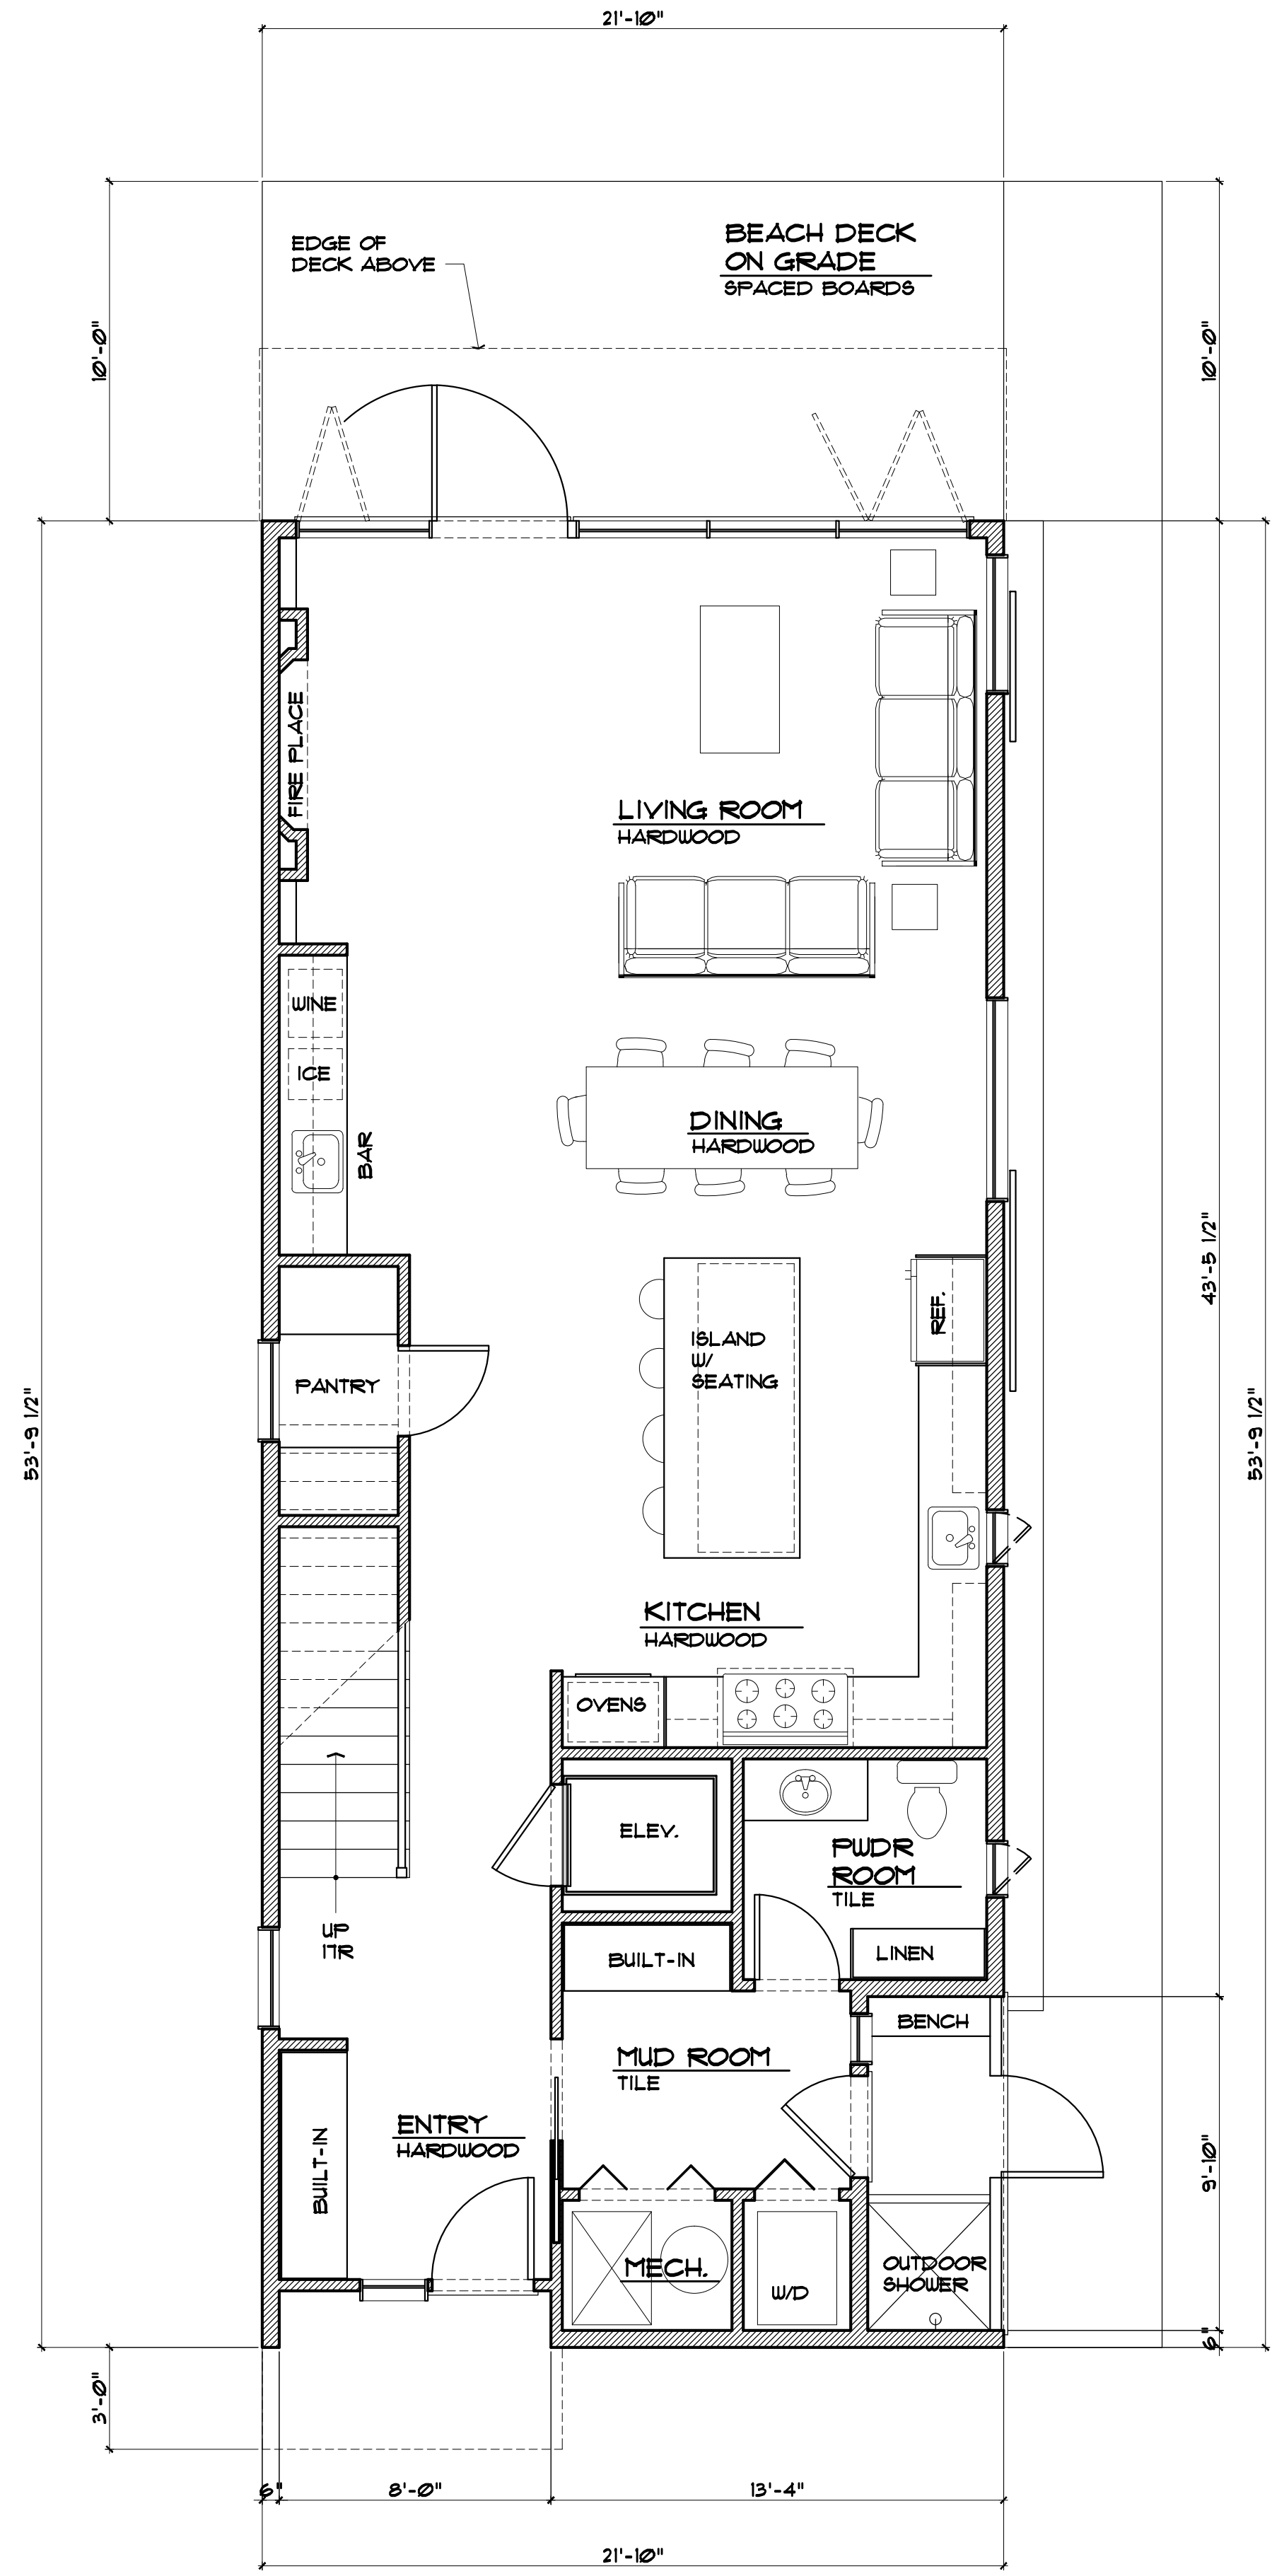 21'-10"
EDGE OF
DECK ABOVE
BEACH DECK
ON GRADE
SPACED BOARDS
10'-0"
10'-0"
FIRE PLACE
LIVING ROOM
HARDWOOD
WINE
ICE
BAR
DINING
HARDWOOD
43'-5 1/2"
REF.
ISLAND
W/
SEATING
PANTRY
53'-9 1/2"
53'-9 1/2"
KITCHEN
HARDWOOD
OVENS
ELEV.
PWDR
ROOM
TILE
UP
17R
BUILT-IN
LINEN
BENCH
MUD ROOM
TILE
ENTRY
HARDWOOD
BUILT-IN
9'-10"
MECH.
W/D
OUTDOOR
SHOWER
6"
3'-0"
6"
8'-0"
13'-4"
21'-10"